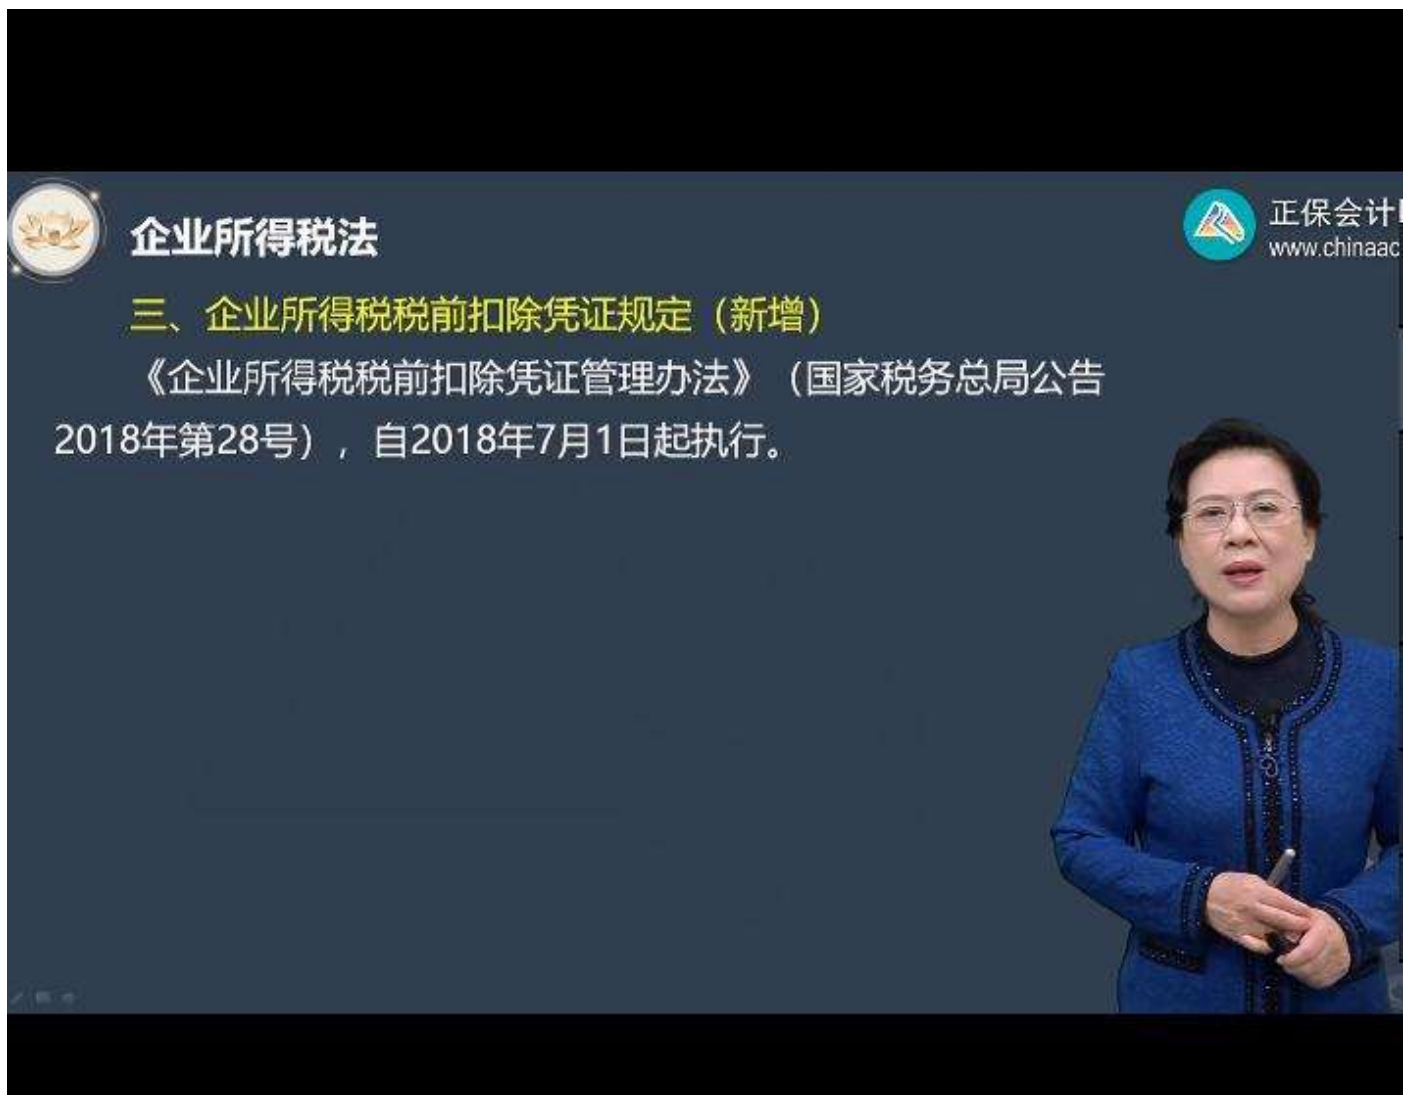 企业所得税法
正保会计
www.chinaac
三、企业所得税税前扣除凭证规定（新增）
《企业所得税税前扣除凭证管理办法》（国家税务总局公告
2018年第28号），自2018年7月1日起执行。